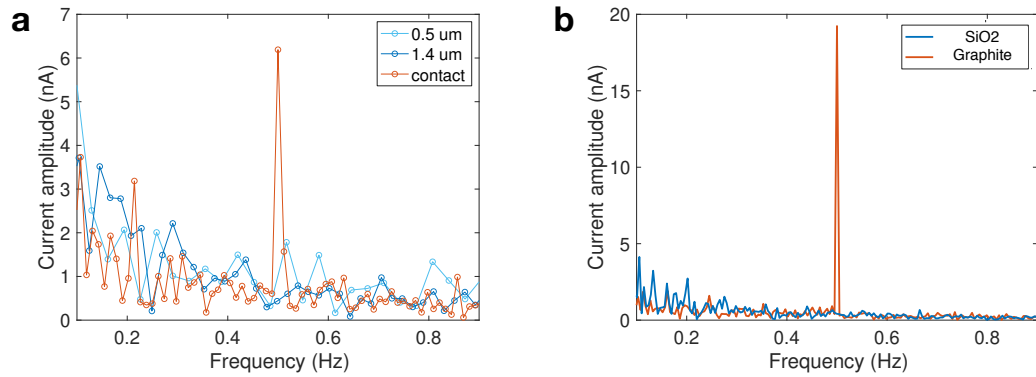 a
7
6
5
4
3
2
1
0
Current amplitude (nA)
0.2
0.4
0.6
0.8
Frequency (Hz)
0.5 um
1.4 um
contact
b
20
15
10
5
0
Current amplitude (nA)
0.2
0.4
0.6
0.8
Frequency (Hz)
SiO2
Graphite